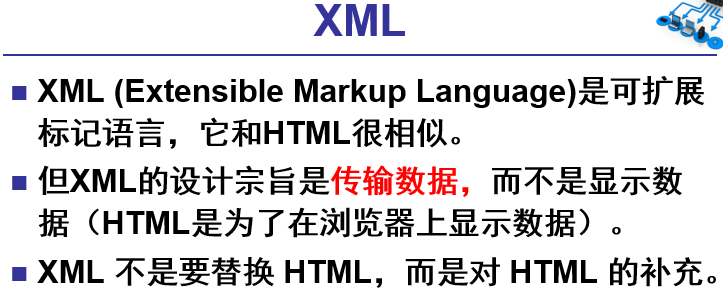 XML
XML (Extensible Markup Language)是可扩展
标记语言，它和HTML很相似。
但XML的设计宗旨是传输数据，而不是显示数
据（HTML是为了在浏览器上显示数据）。
XML 不是要替换 HTML，而是对 HTML 的补充。